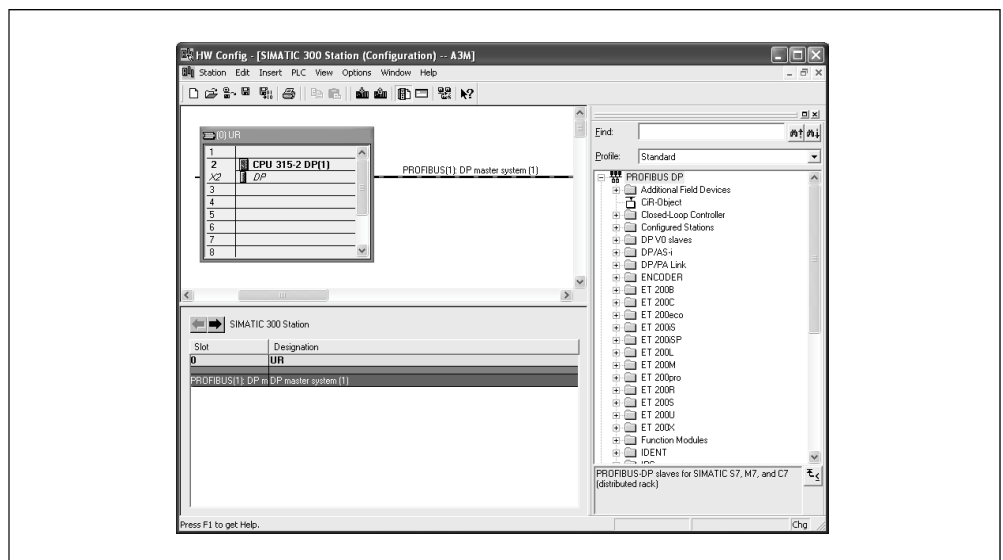 HW Config - [SIMATIC 300 Station (Configuration) -- A3M]
Station Edit Insert PLC View Options Window Help
(0) UR
1
2 CPU 315-2 DP(1)
X2 DP
3
4
5
6
7
8
PROFIBUS(1): DP master system (1)
SIMATIC 300 Station
Slot Designation
0 UR
PROFIBUS(1): DP m DP master system (1)
Find:
Profile: Standard
PROFIBUS DP
Additional Field Devices
CiR-Object
Closed-Loop Controller
Configured Stations
DP V0 slaves
DP/AS-i
DP/PA Link
ENCODER
ET 200B
ET 200C
ET 200eco
ET 200iS
ET 200iSP
ET 200L
ET 200M
ET 200pro
ET 200R
ET 200S
ET 200U
ET 200X
Function Modules
IDENT
PROFIBUS-DP slaves for SIMATIC S7, M7, and C7
(distributed rack)
Press F1 to get Help.
Chg